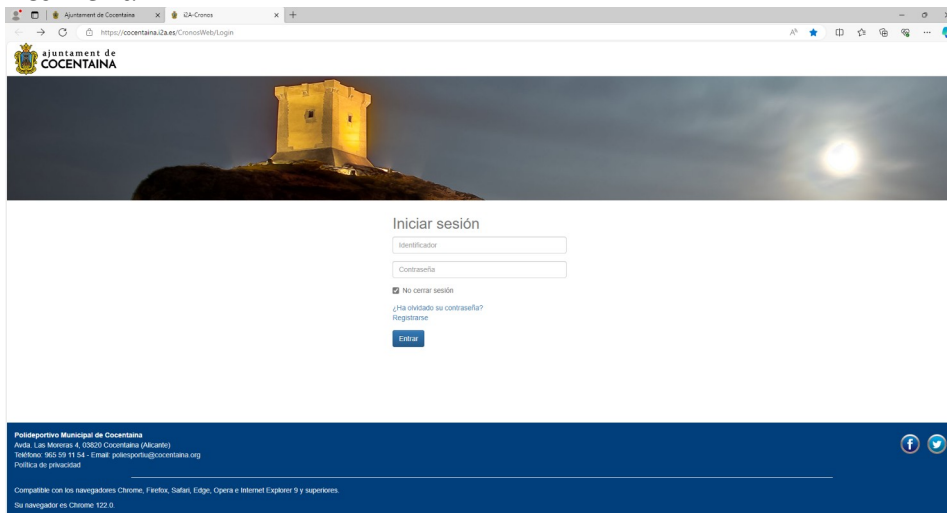 Ajuntament de Cocentaina
i2A-Cronos
https://cocentaina.i2a.es/CronosWeb/Login
ajuntament de
COCENTAINA
Iniciar sesión
Identificador
Contraseña
No cerrar sesión
¿Ha olvidado su contraseña?
Registrarse
Entrar
Polideportivo Municipal de Cocentaina
Avda. Las Moreras 4, 03820 Cocentaina (Alicante)
Teléfono: 965 59 11 54 - Email: poliesportiu@cocentaina.org
Política de privacidad
Compatible con los navegadores Chrome, Firefox, Safari, Edge, Opera e Internet Explorer 9 y superiores.
Su navegador es Chrome 122.0.